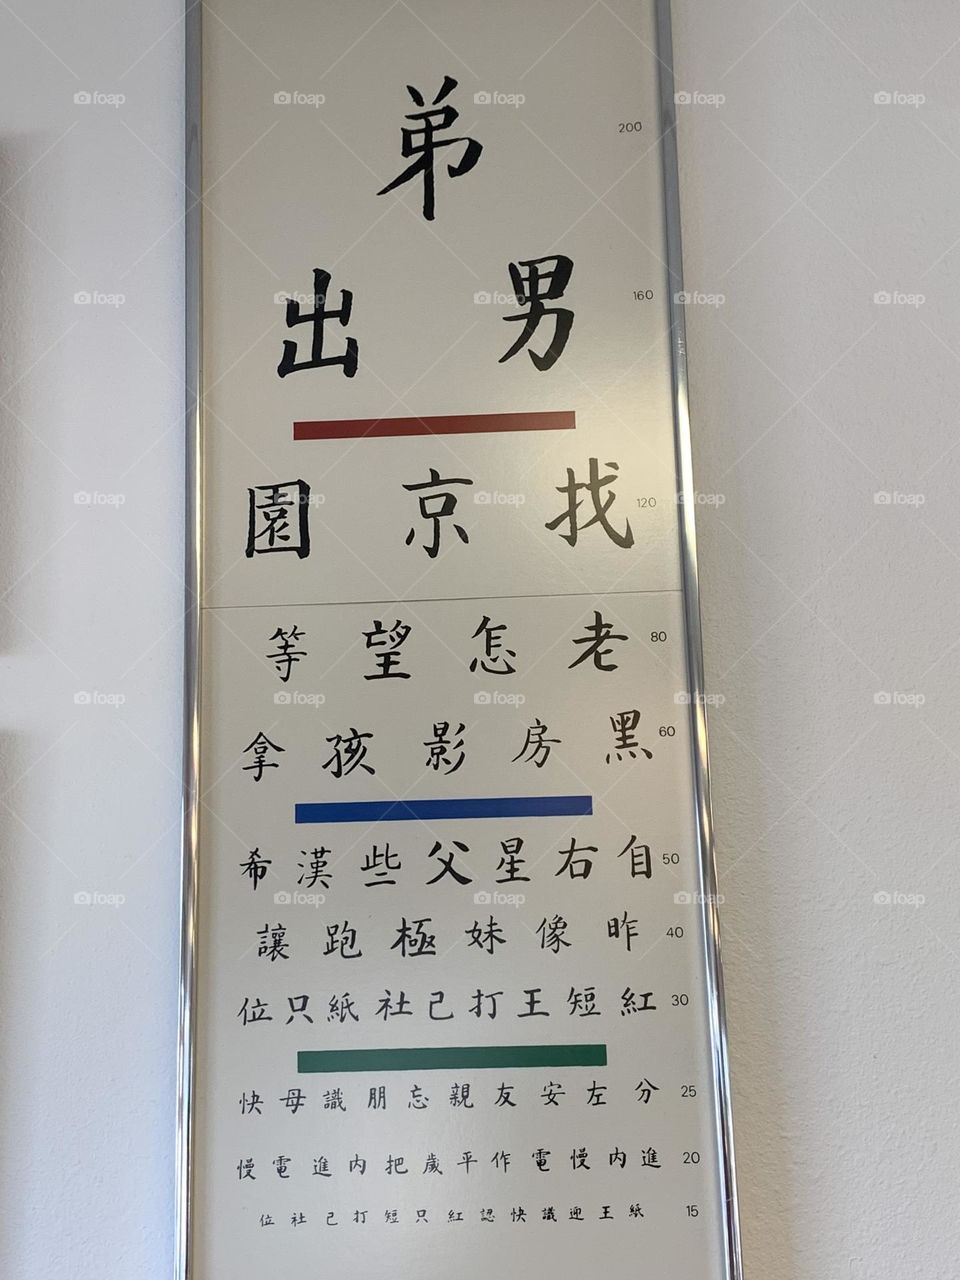 弟 200
出 男 160
園 京 找 120
等 望 怎 老 80
拿 孩 影 房 黑 60
希 漢 些 父 星 右 自 50
讓 跑 極 妹 像 昨 40
位 只 紙 社 己 打 王 短 紅 30
快 母 識 朋 忘 親 友 安 左 分 25
慢 電 進 内 把 歲 平 作 電 慢 内 進 20
位 社 己 打 短 只 紅 認 快 識 迎 王 紙 15
foap